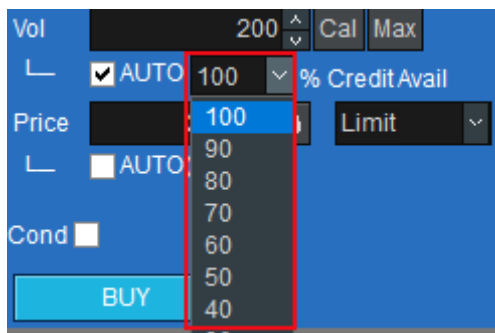 Vol 200 Cal Max
AUTO 100 % Credit Avail
Price Limit
100
AUTO
90
80
70
Cond
60
50
BUY
40